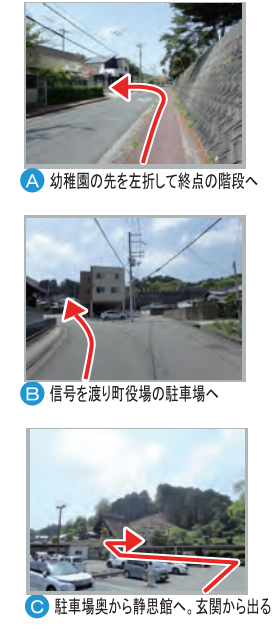 A 幼稚園の先を左折して終点の階段へ
B 信号を渡り町役場の駐車場へ
C 駐車場奥から静思館へ。玄関から出る